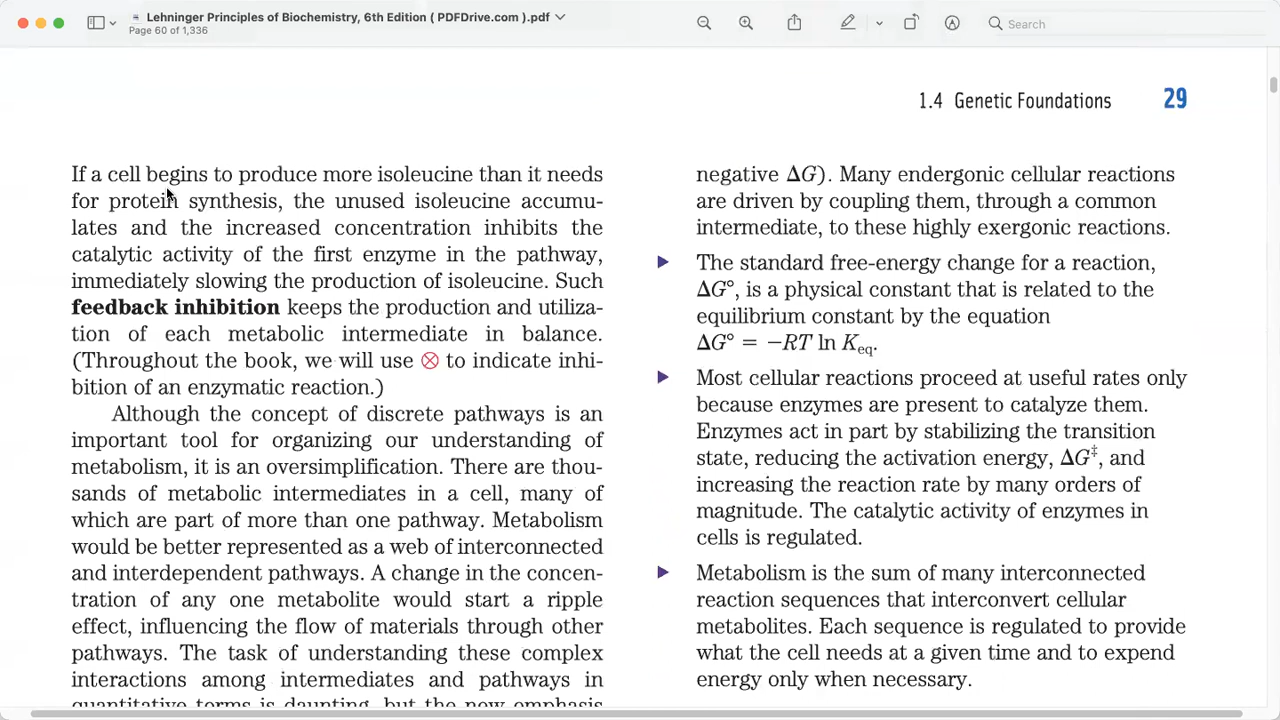 Lehninger Principles of Biochemistry, 6th Edition ( PDFDrive.com ).pdf
Page 60 of 1,336
Search
1.4 Genetic Foundations 29
If a cell begins to produce more isoleucine than it needs
for protein synthesis, the unused isoleucine accumu-
lates and the increased concentration inhibits the
catalytic activity of the first enzyme in the pathway,
immediately slowing the production of isoleucine. Such
feedback inhibition keeps the production and utiliza-
tion of each metabolic intermediate in balance.
(Throughout the book, we will use ⊗ to indicate inhi-
bition of an enzymatic reaction.)
Although the concept of discrete pathways is an
important tool for organizing our understanding of
metabolism, it is an oversimplification. There are thou-
sands of metabolic intermediates in a cell, many of
which are part of more than one pathway. Metabolism
would be better represented as a web of interconnected
and interdependent pathways. A change in the concen-
tration of any one metabolite would start a ripple
effect, influencing the flow of materials through other
pathways. The task of understanding these complex
interactions among intermediates and pathways in
quantitative terms is daunting, but the new emphasis
negative ΔG). Many endergonic cellular reactions
are driven by coupling them, through a common
intermediate, to these highly exergonic reactions.
The standard free-energy change for a reaction,
ΔG°, is a physical constant that is related to the
equilibrium constant by the equation
ΔG° = −RT ln Keq.
Most cellular reactions proceed at useful rates only
because enzymes are present to catalyze them.
Enzymes act in part by stabilizing the transition
state, reducing the activation energy, ΔG‡, and
increasing the reaction rate by many orders of
magnitude. The catalytic activity of enzymes in
cells is regulated.
Metabolism is the sum of many interconnected
reaction sequences that interconvert cellular
metabolites. Each sequence is regulated to provide
what the cell needs at a given time and to expend
energy only when necessary.